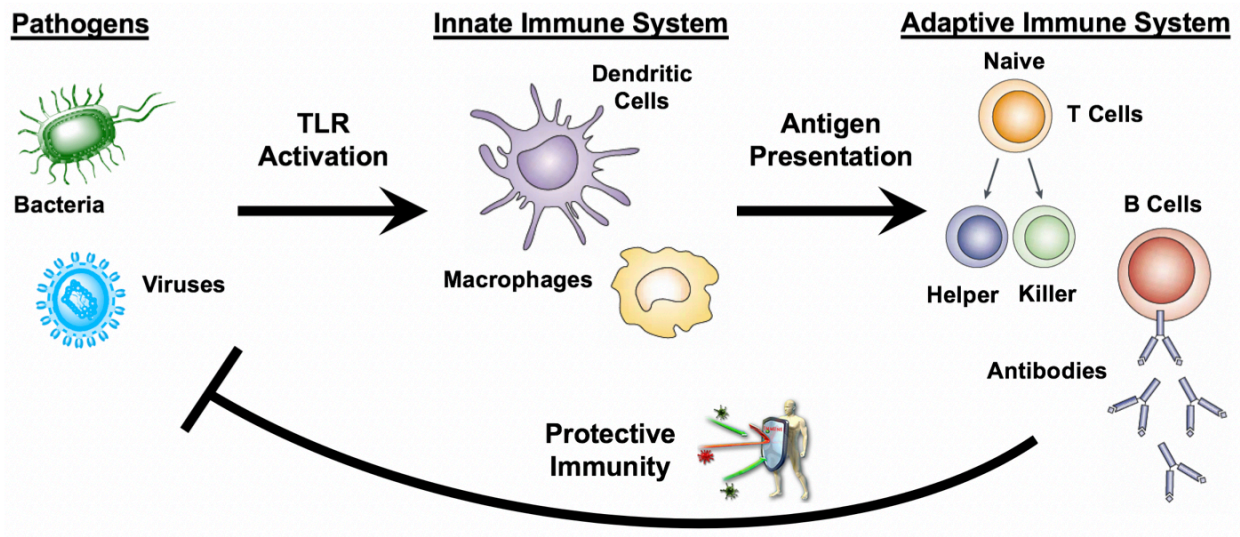 Pathogens
Innate Immune System
Adaptive Immune System
Bacteria
Viruses
TLR
Activation
Dendritic
Cells
Macrophages
Antigen
Presentation
Naive
T Cells
Helper
Killer
B Cells
Antibodies
Protective
Immunity